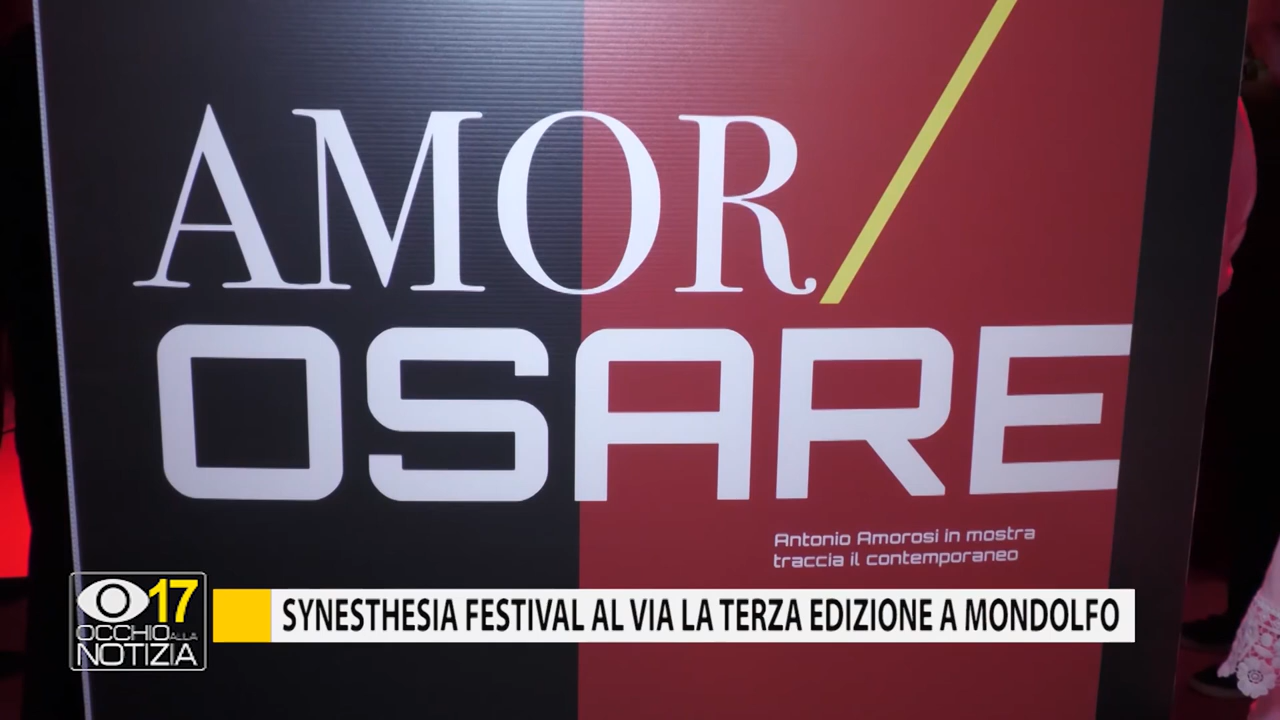 AMOR/
OSARE
Antonio Amorosi in mostra
traccia il contemporaneo
17
OCCHIO ALLA
NOTIZIA
SYNESTHESIA FESTIVAL AL VIA LA TERZA EDIZIONE A MONDOLFO